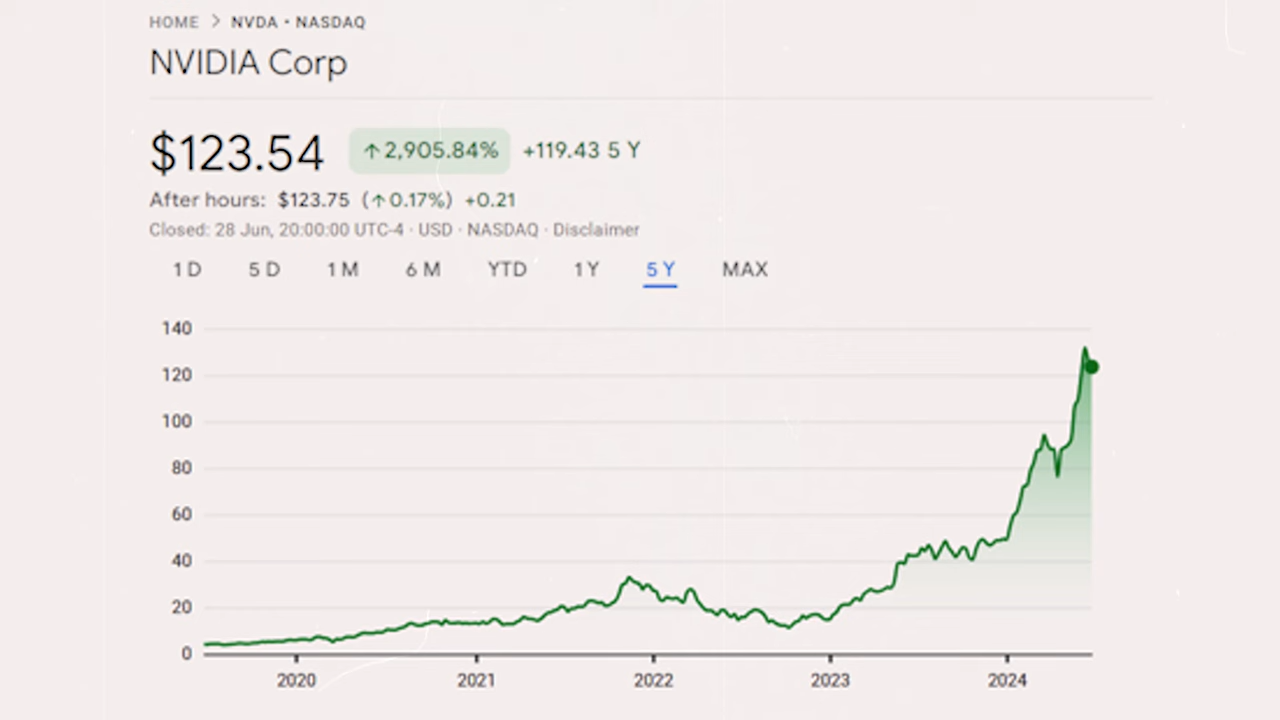 HOME > NVDA • NASDAQ
NVIDIA Corp
$123.54 ↑2,905.84% +119.43 5 Y
After hours: $123.75 (↑0.17%) +0.21
Closed: 28 Jun, 20:00:00 UTC-4 · USD · NASDAQ · Disclaimer
1 D 5 D 1 M 6 M YTD 1 Y 5 Y MAX
140
120
100
80
60
40
20
0
2020 2021 2022 2023 2024